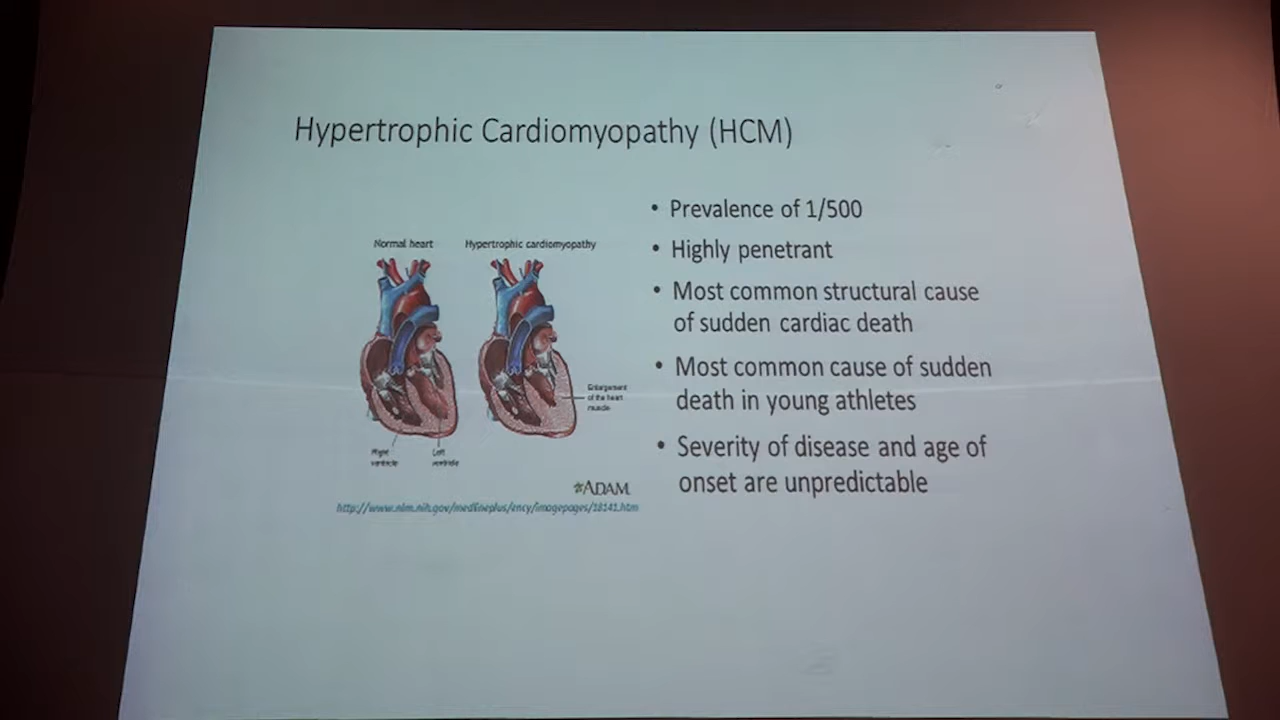 Hypertrophic Cardiomyopathy (HCM)
Normal heart
Hypertrophic cardiomyopathy
Enlargement
of the heart
muscle
Right
ventricle
Left
ventricle
ADAM
http://www.nlm.nih.gov/medlineplus/ency/imagepages/18141.htm
• Prevalence of 1/500
• Highly penetrant
• Most common structural cause
of sudden cardiac death
• Most common cause of sudden
death in young athletes
• Severity of disease and age of
onset are unpredictable